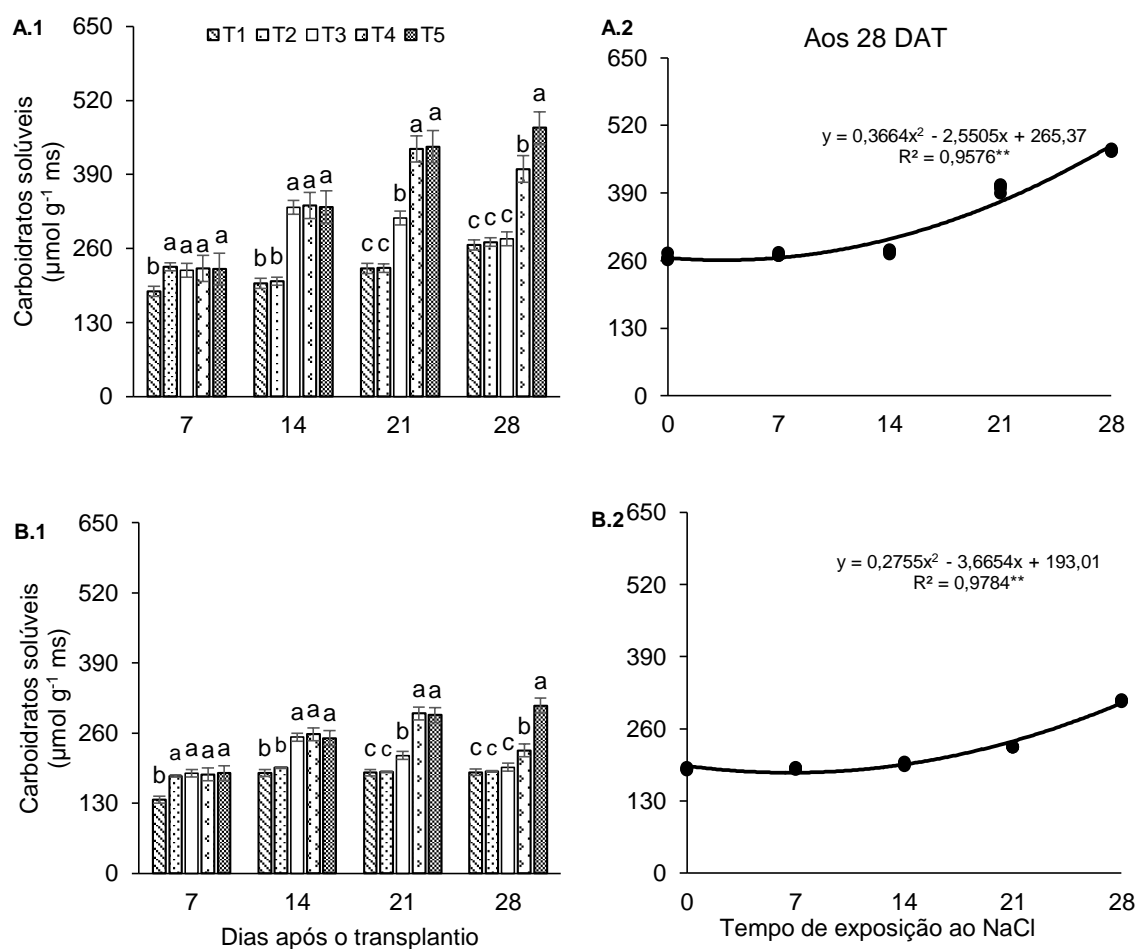 A.1
T1 T2 T3 T4 T5
650
520
390
260
130
0
Carboidratos solúveis
(µmol g⁻¹ ms)
b a a a a
b b a a a
c c b a a
c c c b a
7 14 21 28
A.2
Aos 28 DAT
650
520
390
260
130
0
y = 0,3664x² - 2,5505x + 265,37
R² = 0,9576**
0 7 14 21 28
B.1
650
520
390
260
130
0
Carboidratos solúveis
(µmol g⁻¹ ms)
b a a a a
b b a a a
c c b a a
c c c b a
7 14 21 28
Dias após o transplantio
B.2
650
520
390
260
130
0
y = 0,2755x² - 3,6654x + 193,01
R² = 0,9784**
0 7 14 21 28
Tempo de exposição ao NaCl